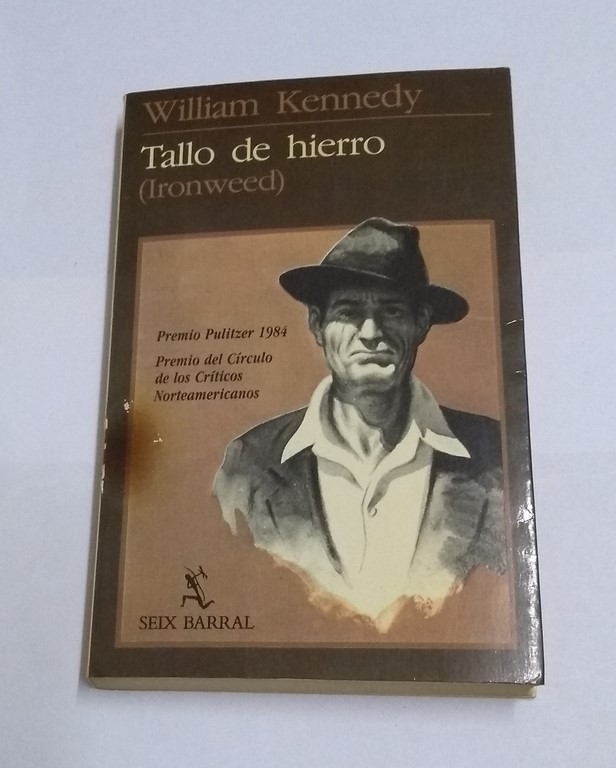 William Kennedy
Tallo de hierro
(Ironweed)
Premio Pulitzer 1984
Premio del Círculo
de los Críticos
Norteamericanos
SEIX BARRAL